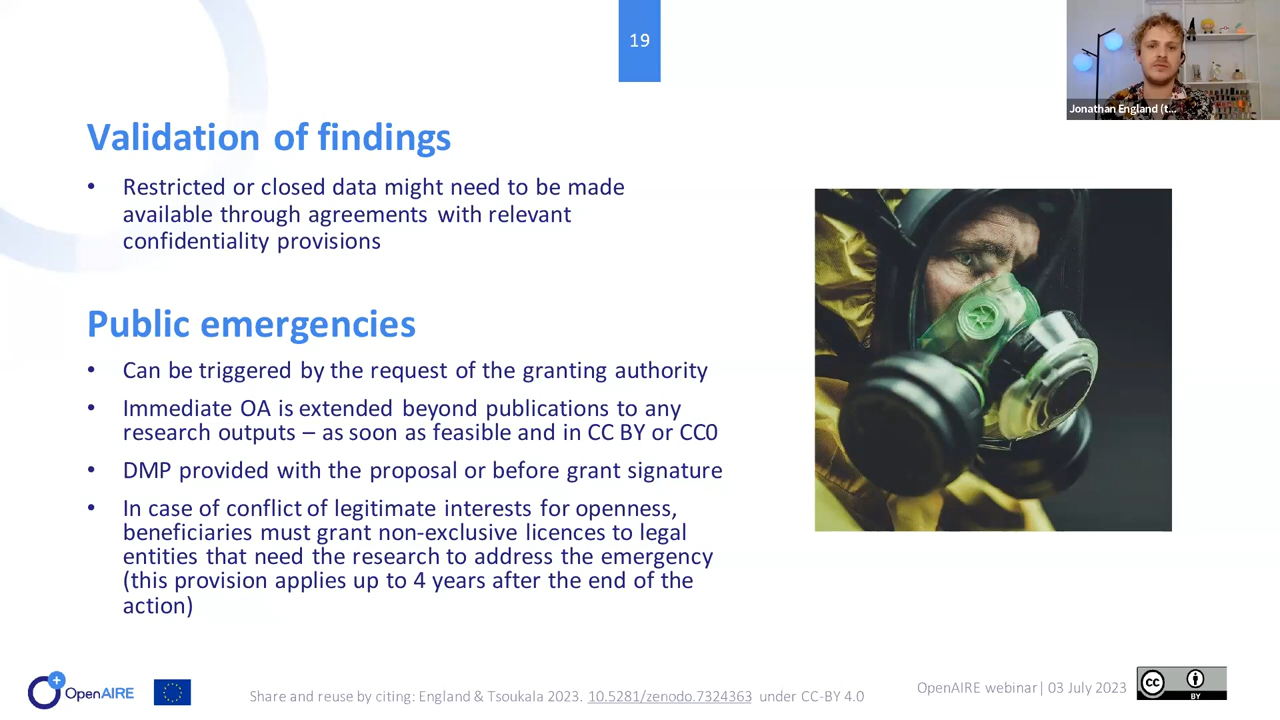 19
Jonathan England (t...
Validation of findings
• Restricted or closed data might need to be made
available through agreements with relevant
confidentiality provisions
Public emergencies
• Can be triggered by the request of the granting authority
• Immediate OA is extended beyond publications to any
research outputs – as soon as feasible and in CC BY or CC0
• DMP provided with the proposal or before grant signature
• In case of conflict of legitimate interests for openness,
beneficiaries must grant non-exclusive licences to legal
entities that need the research to address the emergency
(this provision applies up to 4 years after the end of the
action)
OpenAIRE
Share and reuse by citing: England & Tsoukala 2023. 10.5281/zenodo.7324363 under CC-BY 4.0
OpenAIRE webinar| 03 July 2023
cc
BY